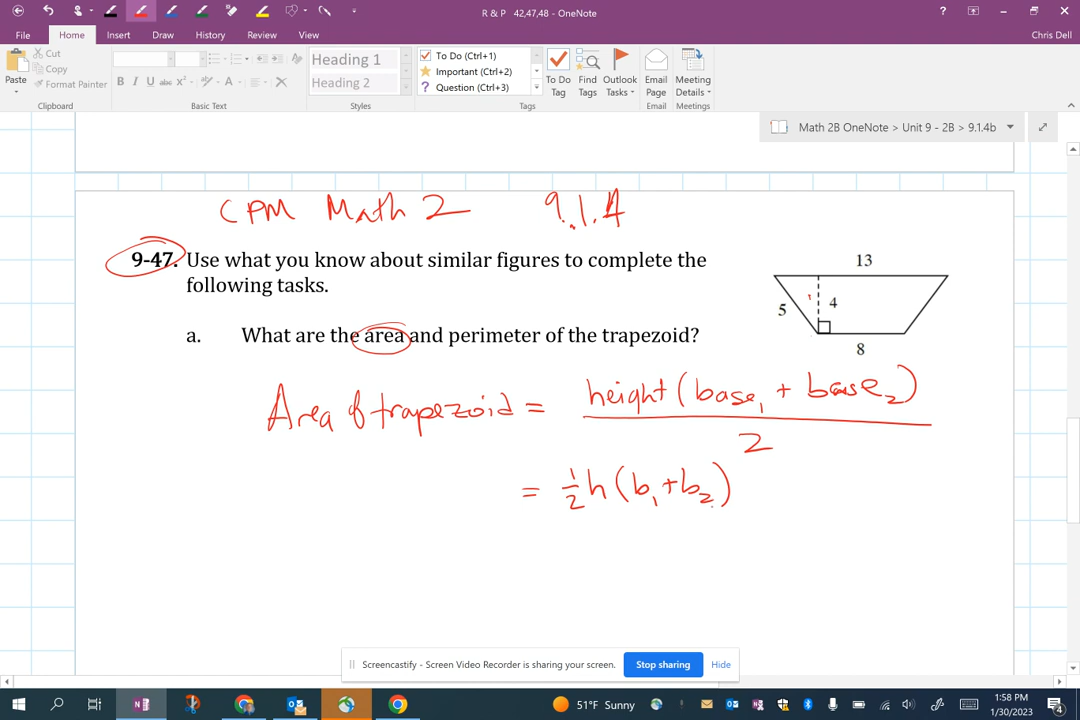 R & P 42,47,48 - OneNote
? 
File Home Insert Draw History Review View Chris Dell
Paste Cut Copy Format Painter
B I U abc x² A
Heading 1
Heading 2
To Do (Ctrl+1)
Important (Ctrl+2)
? Question (Ctrl+3)
To Do Tag
Find Tags
Outlook Tasks
Email Page
Meeting Details
Clipboard Basic Text Styles Tags Email Meetings
Math 2B OneNote > Unit 9 - 2B > 9.1.4b
CPM Math 2 9.1.4
9-47. Use what you know about similar figures to complete the
following tasks.
13
5 4
8
a. What are the area and perimeter of the trapezoid?
Area of trapezoid = height (base₁ + base₂)
2
= ½h (b₁+b₂)
Screencastify - Screen Video Recorder is sharing your screen. Stop sharing Hide
51°F Sunny
1:58 PM
1/30/2023
4